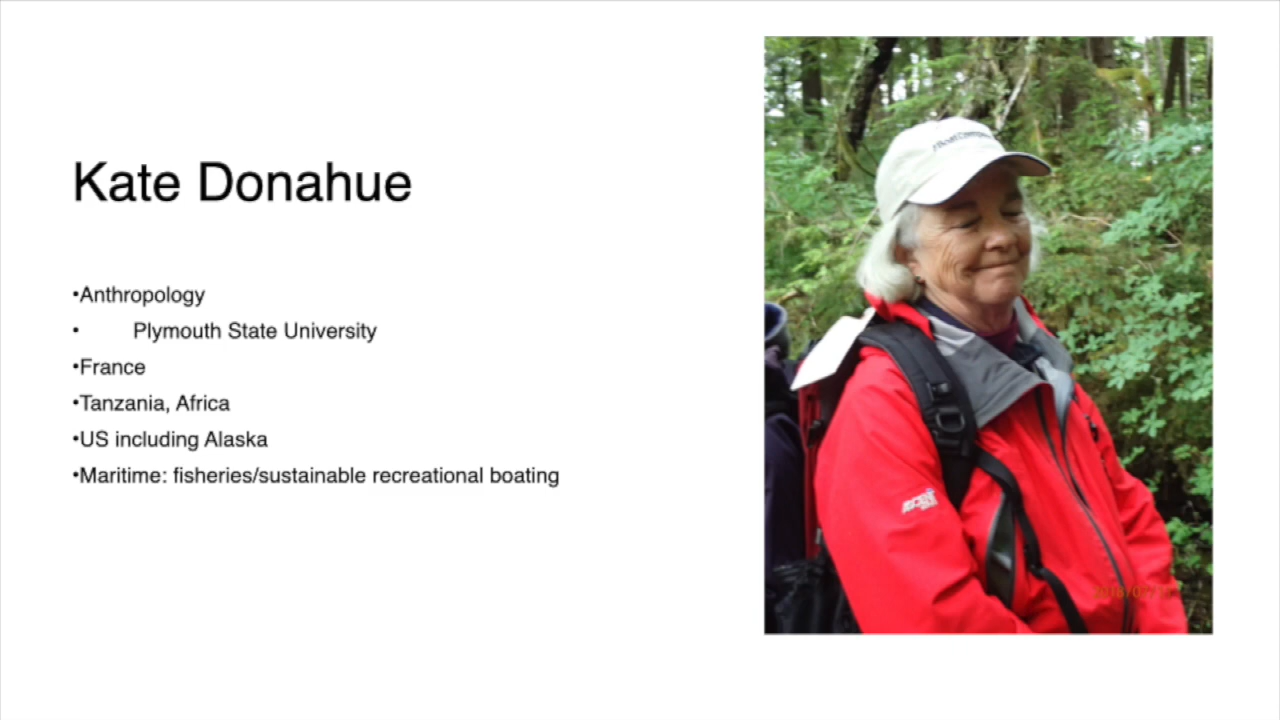 Kate Donahue
•Anthropology
• Plymouth State University
•France
•Tanzania, Africa
•US including Alaska
•Maritime: fisheries/sustainable recreational boating